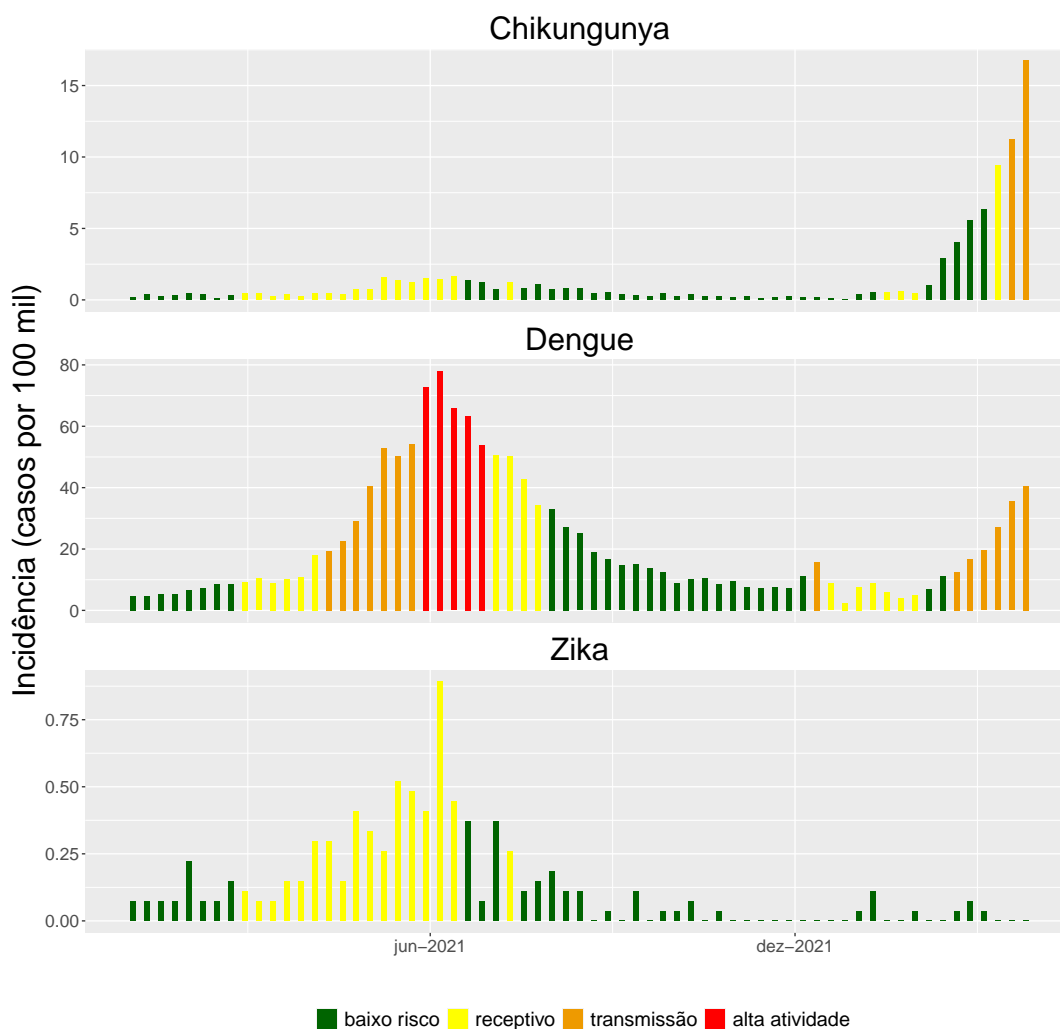 Chikungunya
15
10
5
0
Dengue
80
60
40
20
0
Incidência (casos por 100 mil)
Zika
0.75
0.50
0.25
0.00
jun−2021 dez−2021
baixo risco receptivo transmissão alta atividade